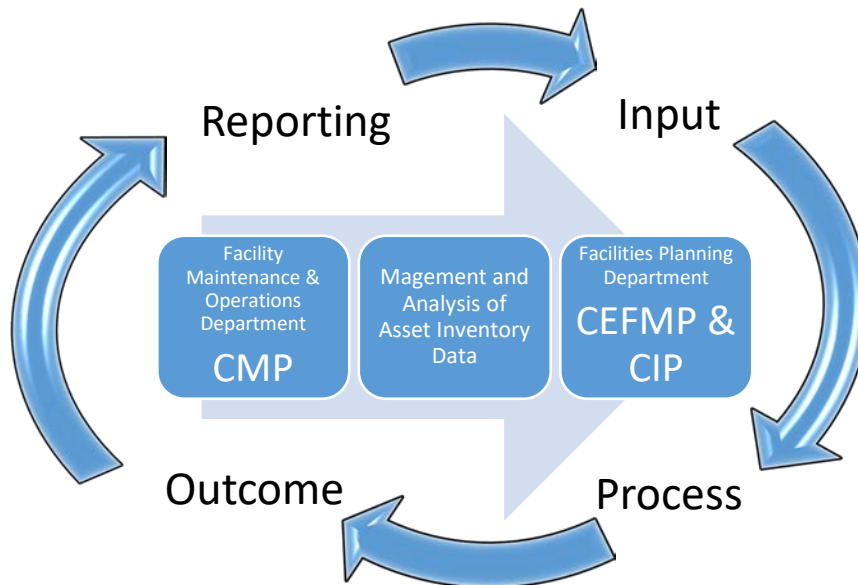 Reporting
Input
Facility
Maintenance &
Operations
Department
CMP
Magement and
Analysis of
Asset Inventory
Data
Facilities Planning
Department
CEFMP &
CIP
Outcome
Process